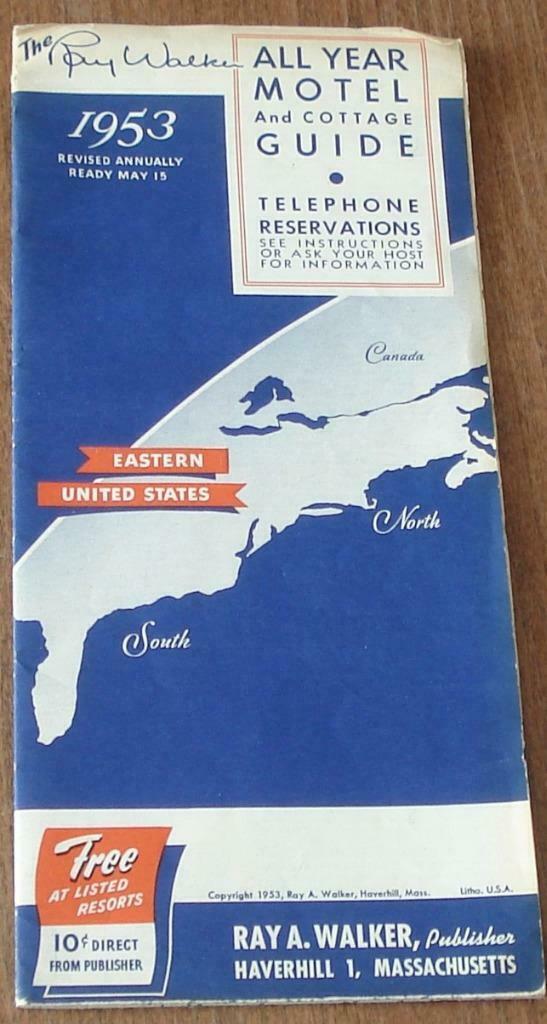 The Ray Walker
ALL YEAR
MOTEL
And COTTAGE
GUIDE
TELEPHONE
RESERVATIONS
SEE INSTRUCTIONS
OR ASK YOUR HOST
FOR INFORMATION
1953
REVISED ANNUALLY
READY MAY 15
Canada
EASTERN
UNITED STATES
North
South
Free
AT LISTED
RESORTS
10¢ DIRECT
FROM PUBLISHER
Copyright 1953, Ray A. Walker, Haverhill, Mass.
Litho. U.S.A.
RAY A. WALKER, Publisher
HAVERHILL 1, MASSACHUSETTS